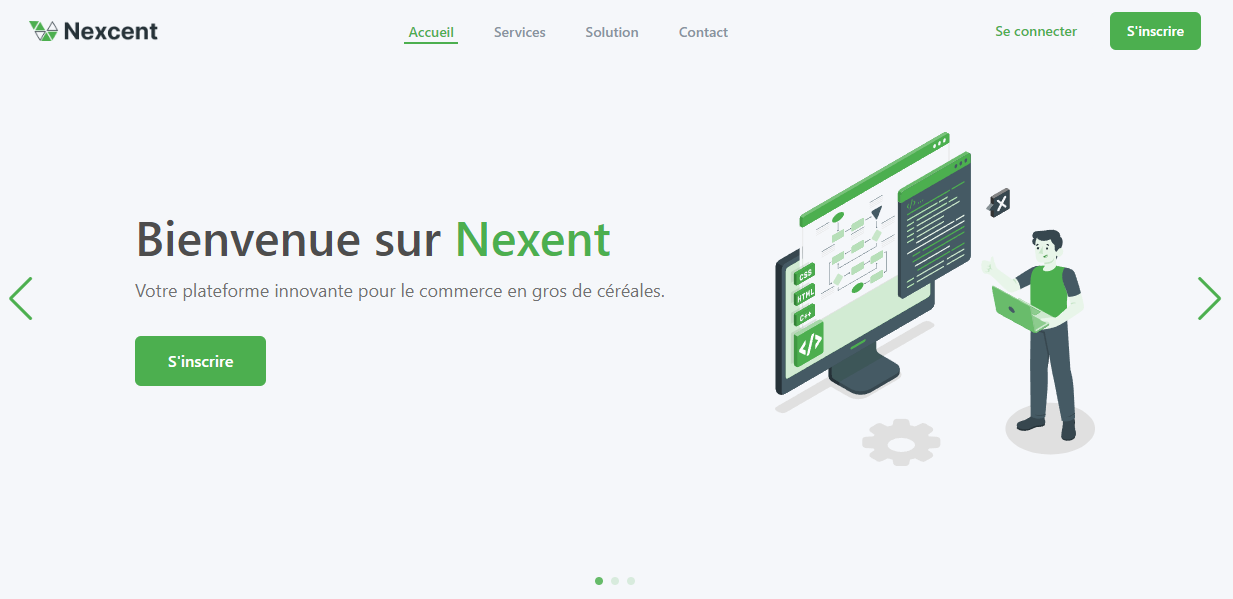 Nexcent
Accueil
Services
Solution
Contact
Se connecter
S'inscrire
Bienvenue sur Nexent
Votre plateforme innovante pour le commerce en gros de céréales.
S'inscrire
CSS
HTML
C++
</>
X